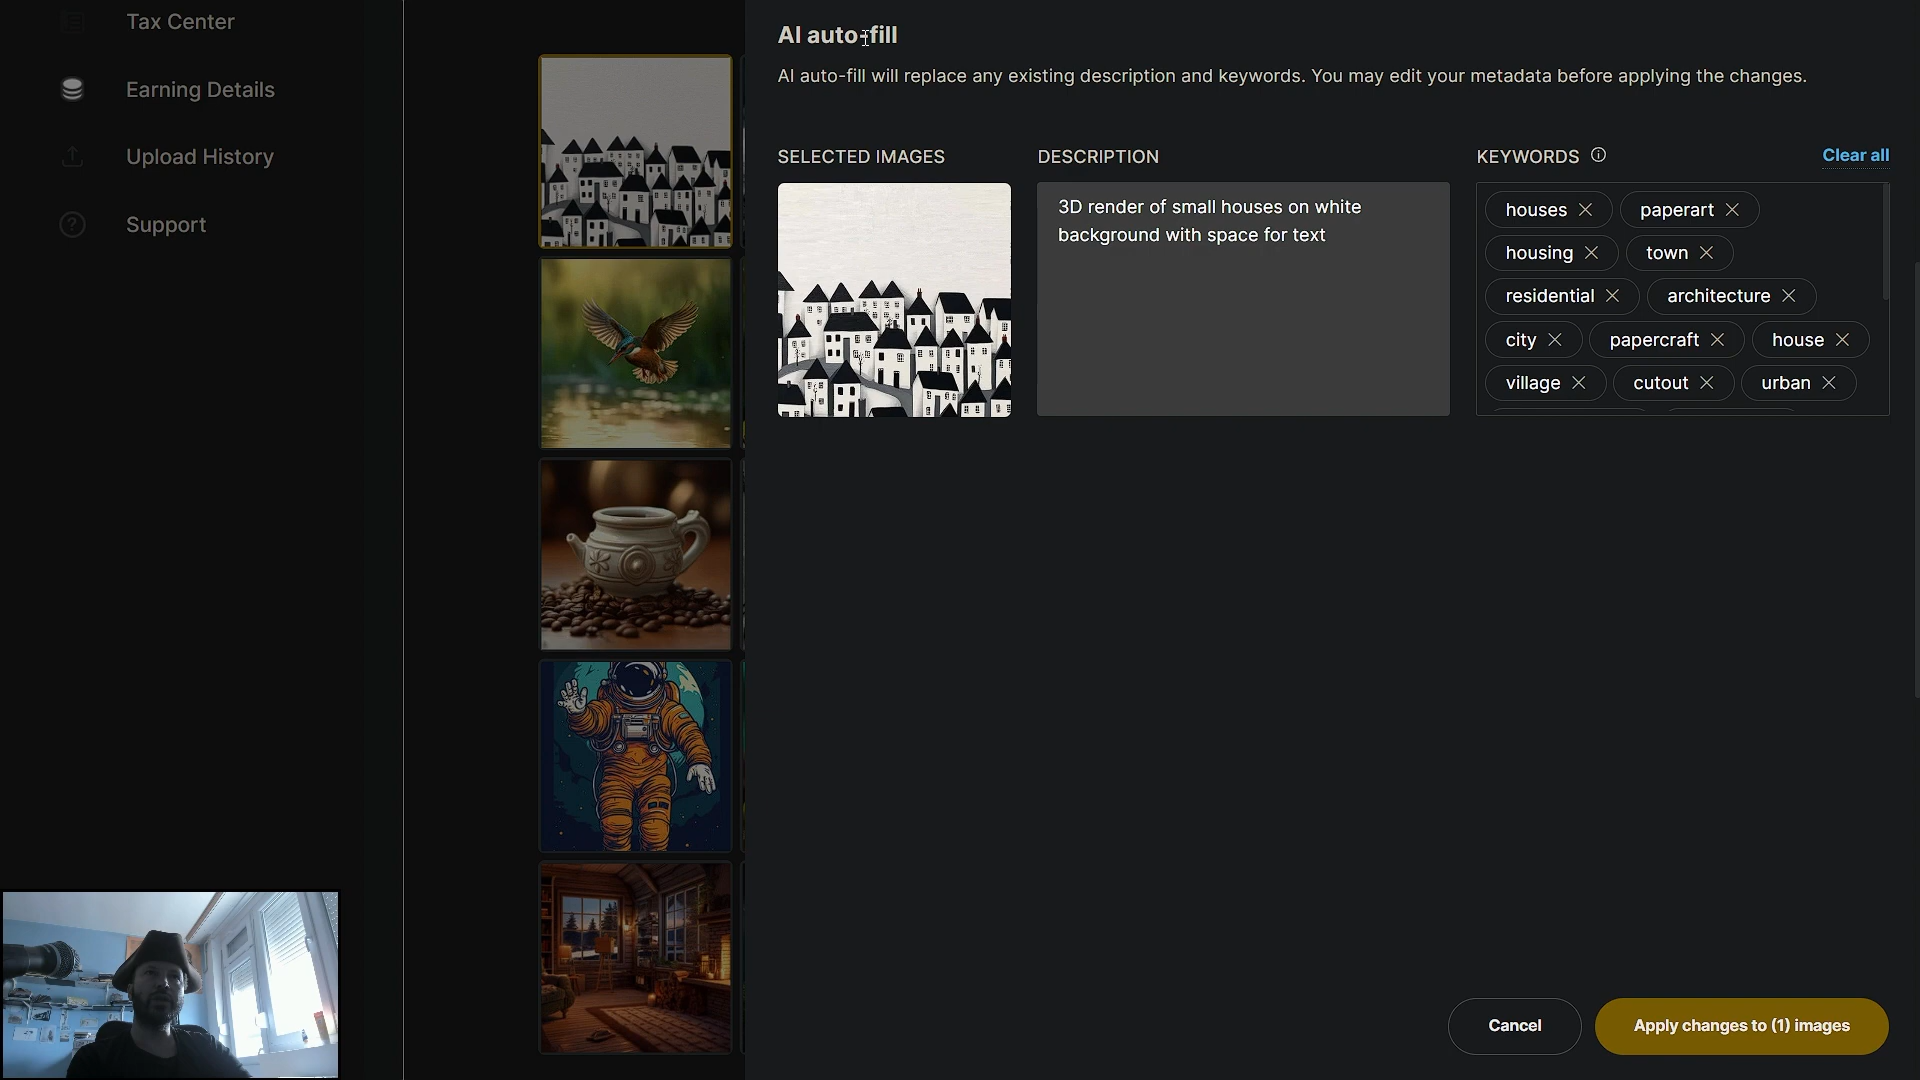 Tax Center
Earning Details
Upload History
Support
AI auto-fill
AI auto-fill will replace any existing description and keywords. You may edit your metadata before applying the changes.
SELECTED IMAGES
DESCRIPTION
3D render of small houses on white
background with space for text
KEYWORDS
Clear all
houses
paperart
housing
town
residential
architecture
city
papercraft
house
village
cutout
urban
Cancel
Apply changes to (1) images